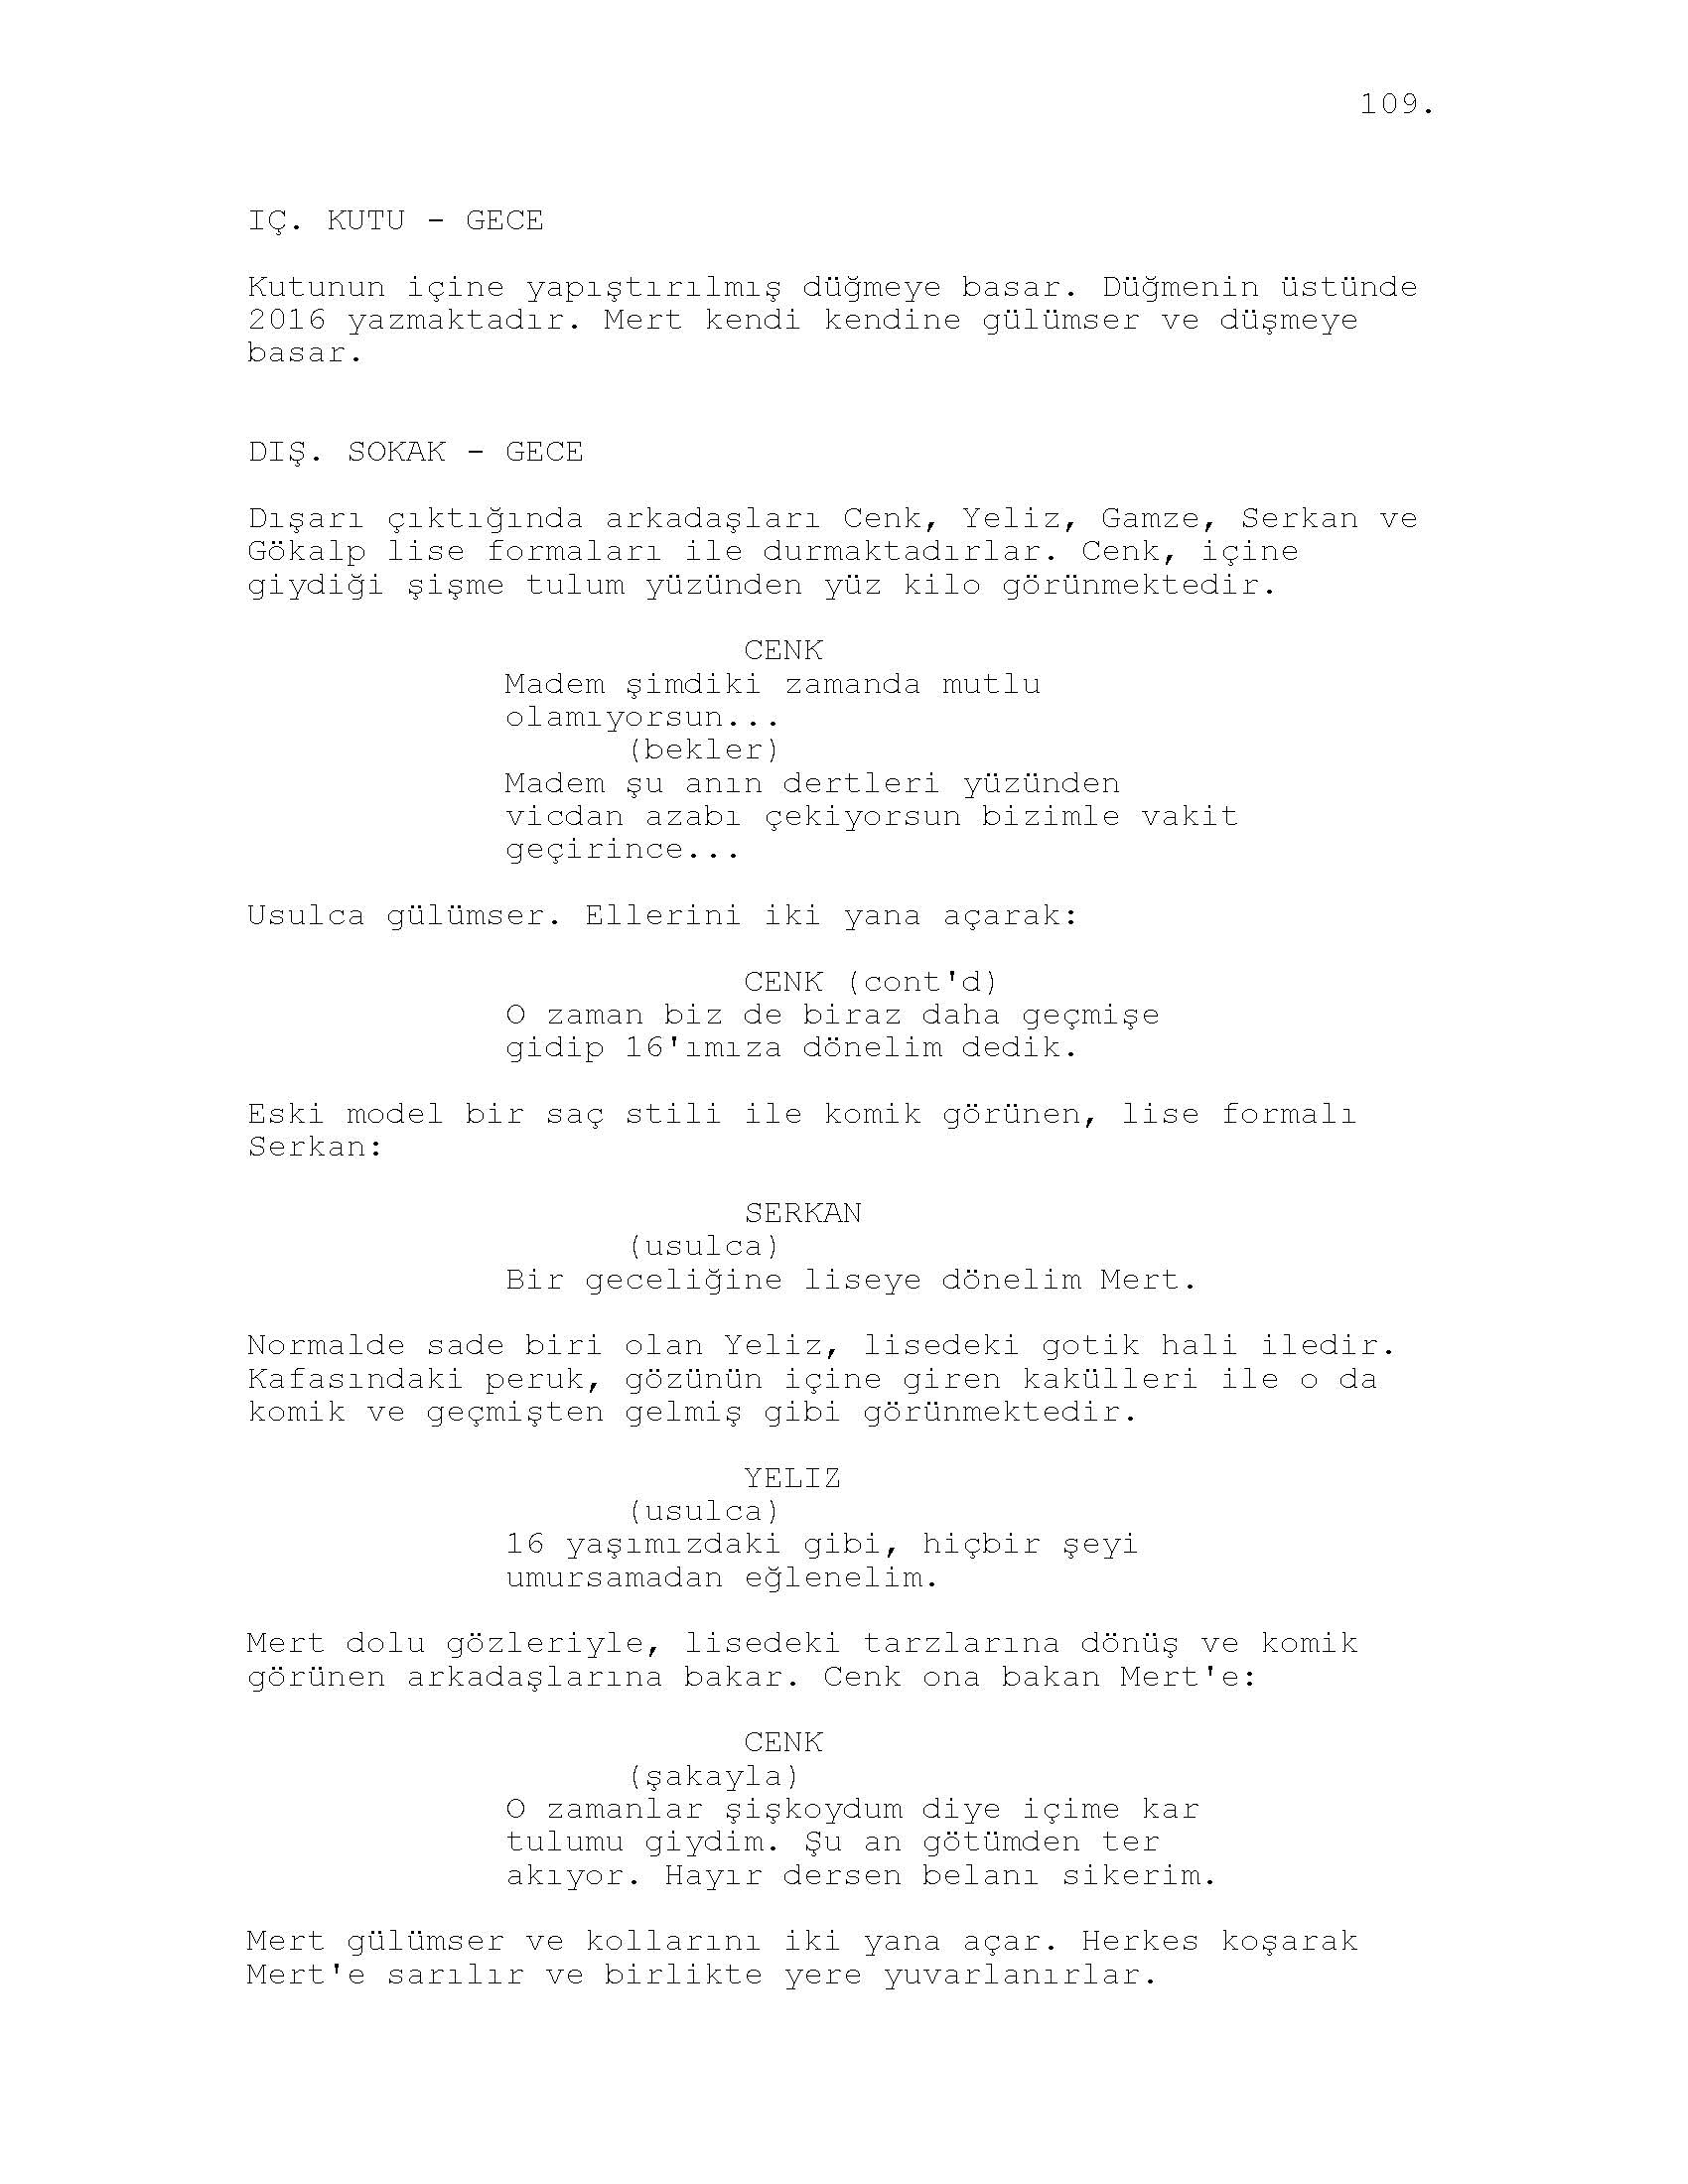 109.
IÇ. KUTU - GECE
Kutunun içine yapıştırılmış düğmeye basar. Düğmenin üstünde
2016 yazmaktadır. Mert kendi kendine gülümser ve düşmeye
basar.
DIŞ. SOKAK - GECE
Dışarı çıktığında arkadaşları Cenk, Yeliz, Gamze, Serkan ve
Gökalp lise formaları ile durmaktadırlar. Cenk, içine
giydiği şişme tulum yüzünden yüz kilo görünmektedir.
CENK
Madem şimdiki zamanda mutlu
olamıyorsun...
(bekler)
Madem şu anın dertleri yüzünden
vicdan azabı çekiyorsun bizimle vakit
geçirince...
Usulca gülümser. Ellerini iki yana açarak:
CENK (cont'd)
O zaman biz de biraz daha geçmişe
gidip 16'ımıza dönelim dedik.
Eski model bir saç stili ile komik görünen, lise formalı
Serkan:
SERKAN
(usulca)
Bir geceliğine liseye dönelim Mert.
Normalde sade biri olan Yeliz, lisedeki gotik hali iledir.
Kafasındaki peruk, gözünün içine giren kakülleri ile o da
komik ve geçmişten gelmiş gibi görünmektedir.
YELIZ
(usulca)
16 yaşımızdaki gibi, hiçbir şeyi
umursamadan eğlenelim.
Mert dolu gözleriyle, lisedeki tarzlarına dönüş ve komik
görünen arkadaşlarına bakar. Cenk ona bakan Mert'e:
CENK
(şakayla)
O zamanlar şişkoydum diye içime kar
tulumu giydim. Şu an götümden ter
akıyor. Hayır dersen belanı sikerim.
Mert gülümser ve kollarını iki yana açar. Herkes koşarak
Mert'e sarılır ve birlikte yere yuvarlanırlar.